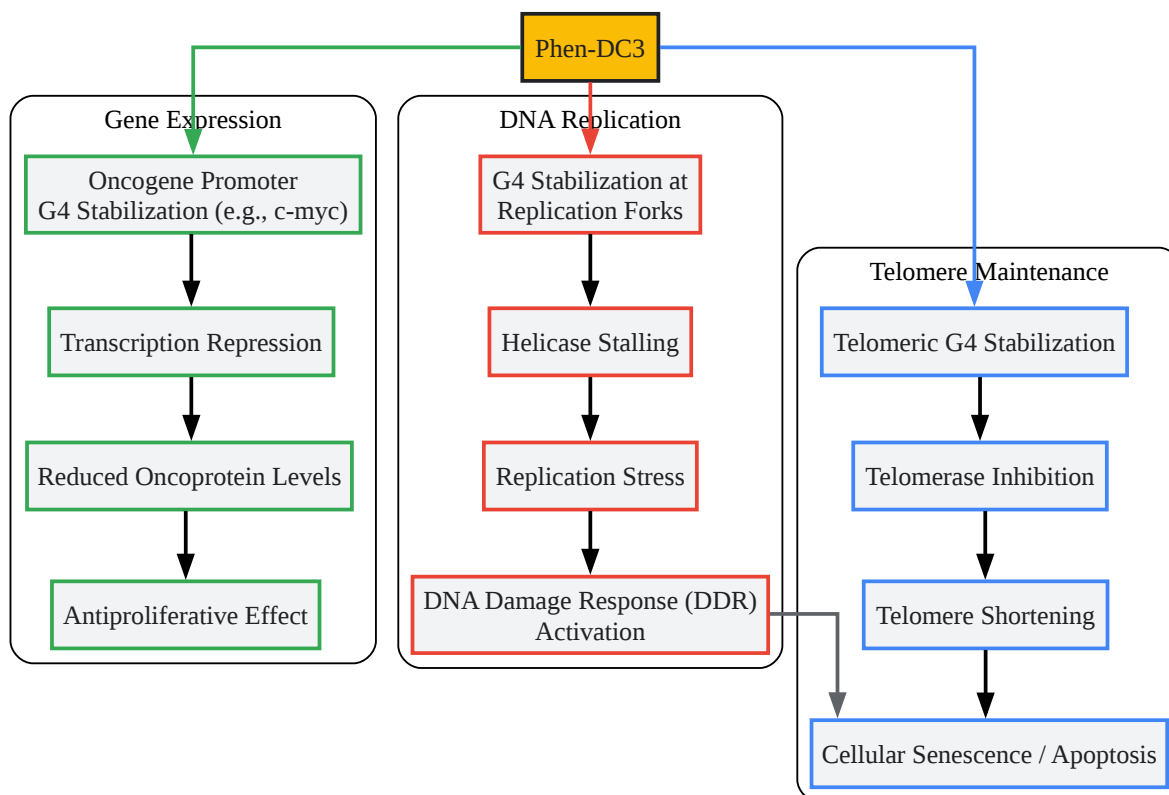 Phen-DC3
Gene Expression
Oncogene Promoter
G4 Stabilization (e.g., c-myc)
Transcription Repression
Reduced Oncoprotein Levels
Antiproliferative Effect
DNA Replication
G4 Stabilization at
Replication Forks
Helicase Stalling
Replication Stress
DNA Damage Response (DDR)
Activation
Telomere Maintenance
Telomeric G4 Stabilization
Telomerase Inhibition
Telomere Shortening
Cellular Senescence / Apoptosis